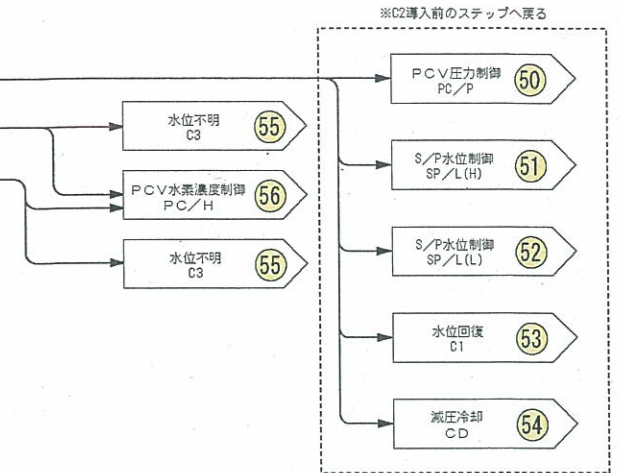 ※C2導入前のステップへ戻る
水位不明
C3
55
PCV水素濃度制御
PC/H
56
水位不明
C3
55
PCV圧力制御
PC/P
50
S/P水位制御
SP/L(H)
51
S/P水位制御
SP/L(L)
52
水位回復
C1
53
減圧冷却
CD
54